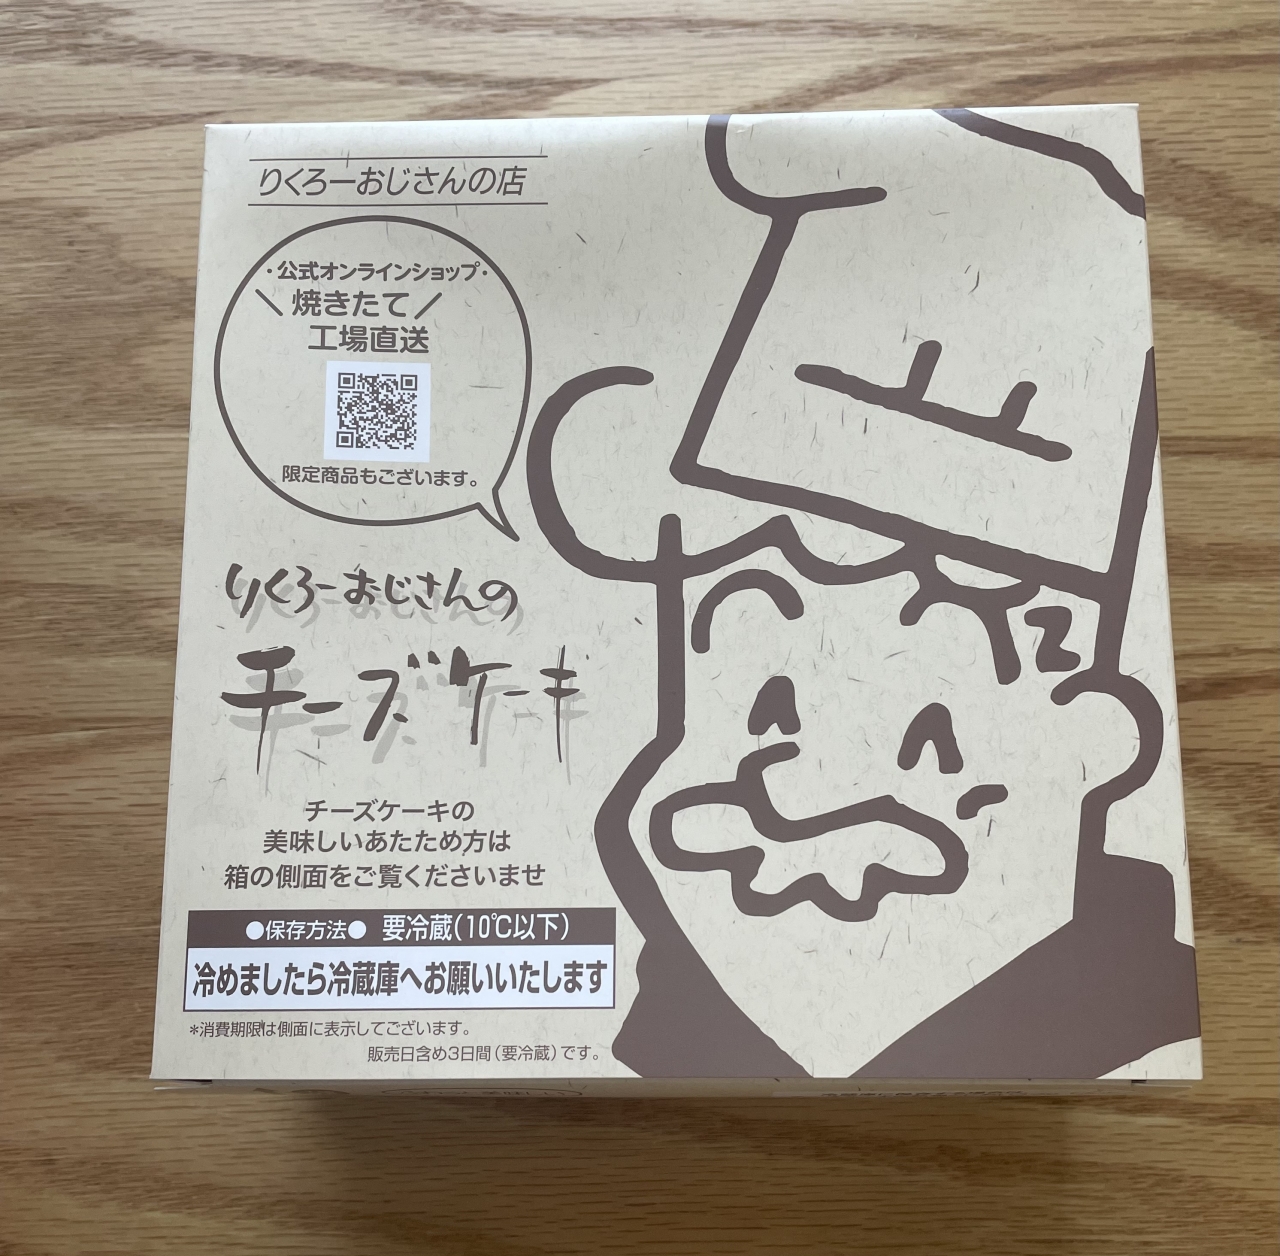 りくろーおじさんの店
・公式オンラインショップ・
＼焼きたて／
工場直送
限定商品もございます。
りくろーおじさんの
チーズケーキ
チーズケーキの
美味しいあたため方は
箱の側面をご覧くださいませ
●保存方法● 要冷蔵(10℃以下)
冷めましたら冷蔵庫へお願いいたします
*消費期限は側面に表示してございます。
販売日含め3日間(要冷蔵)です。